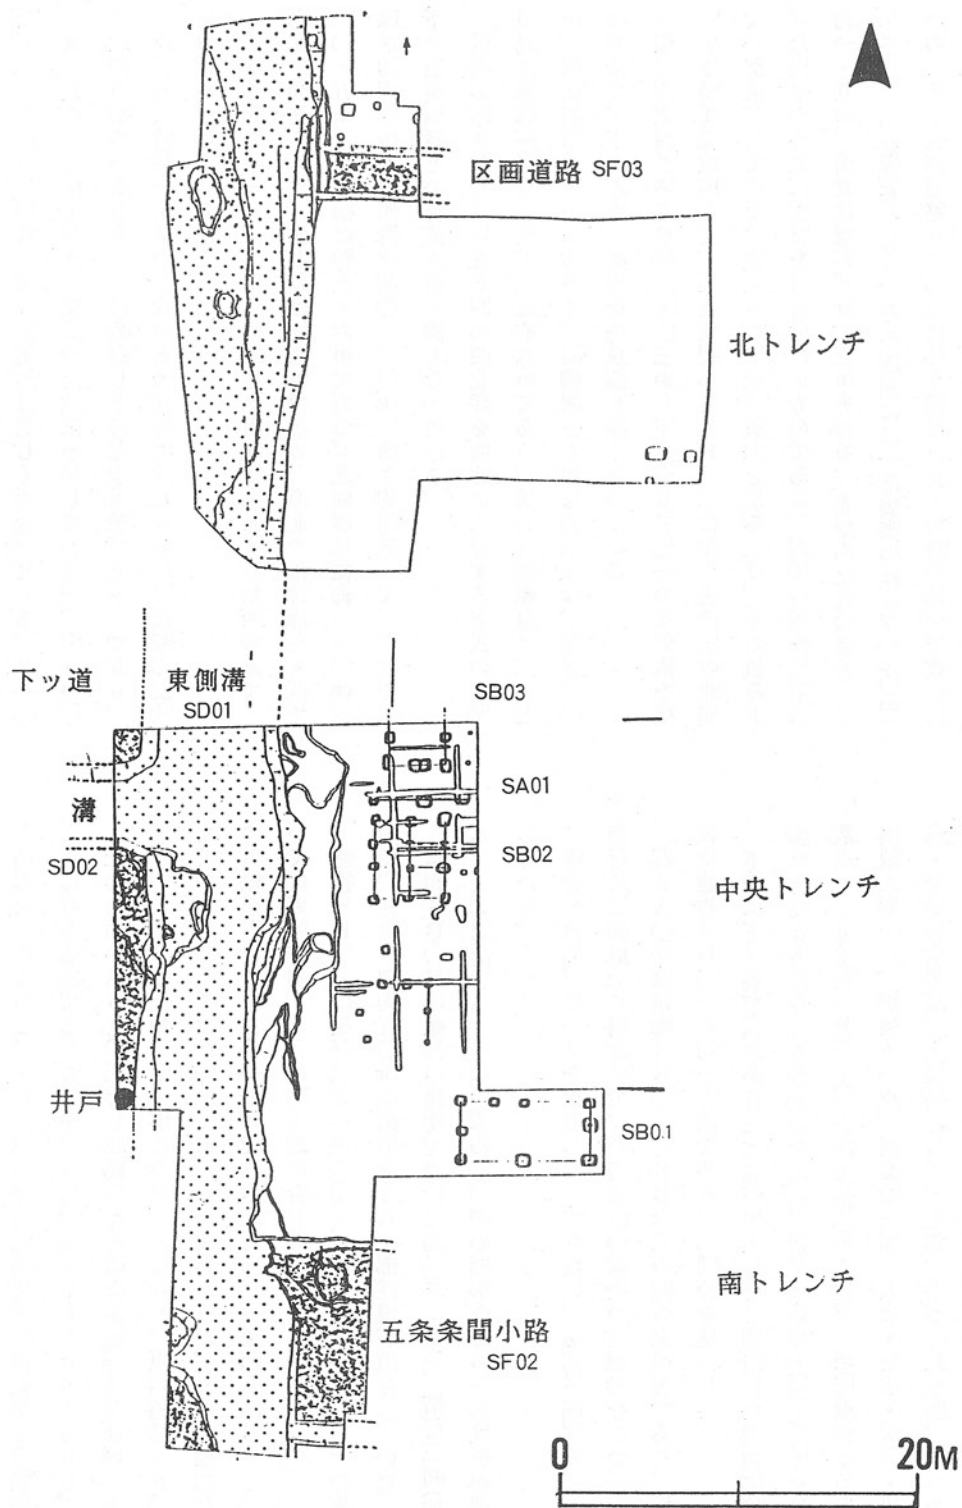 区画道路 SF03
北トレンチ
下ッ道
東側溝
SD01
SB03
SA01
溝
SB02
SD02
中央トレンチ
井戸
SB0.1
南トレンチ
五条条間小路
SF02
0
20M